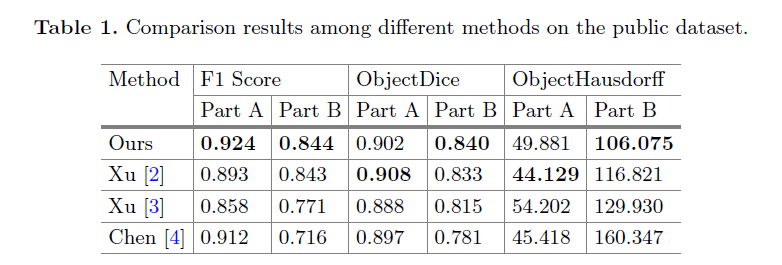 Table 1. Comparison results among different methods on the public dataset.
Method F1 Score ObjectDice ObjectHausdorff
Part A Part B Part A Part B Part A Part B
Ours 0.924 0.844 0.902 0.840 49.881 106.075
Xu [2] 0.893 0.843 0.908 0.833 44.129 116.821
Xu [3] 0.858 0.771 0.888 0.815 54.202 129.930
Chen [4] 0.912 0.716 0.897 0.781 45.418 160.347